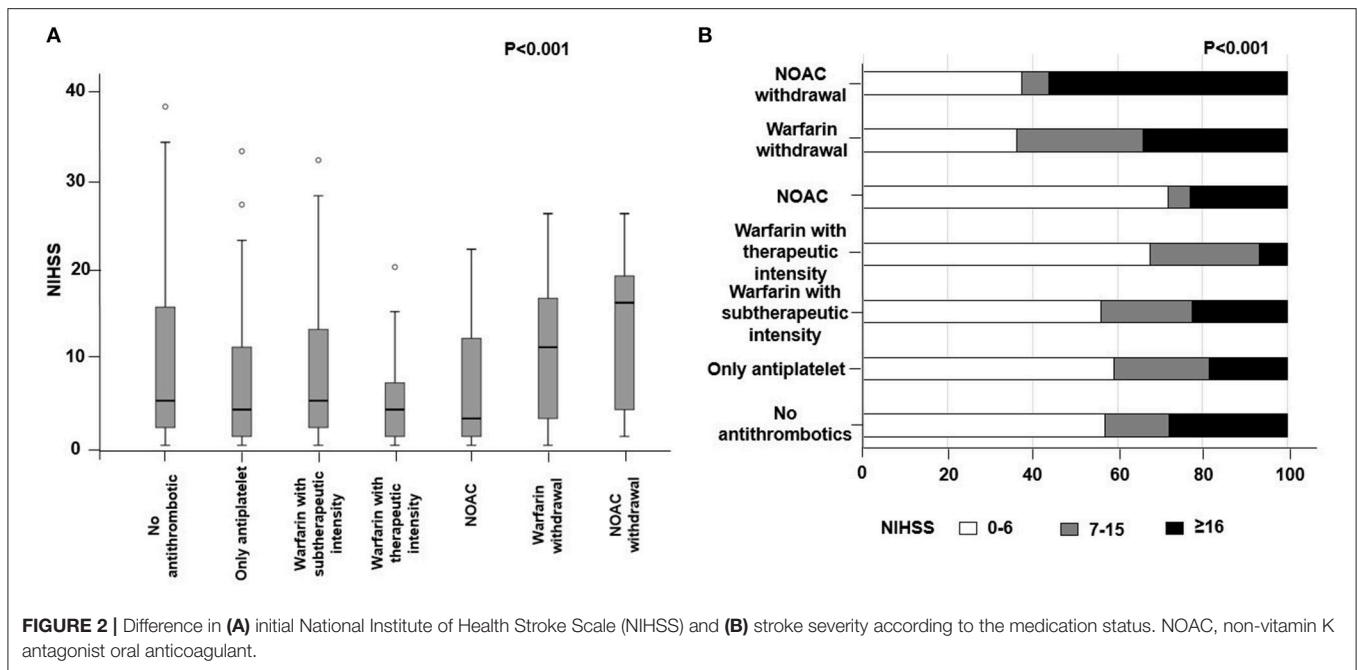 A
P<0.001
NIHSS
40
30
20
10
0
No
antithrombotic
Only antiplatelet
Warfarin with
subtherapeutic
intensity
Warfarin with
therapeutic
intensity
NOAC
Warfarin
withdrawal
NOAC
withdrawal
B
P<0.001
NOAC
withdrawal
Warfarin
withdrawal
NOAC
Warfarin with
therapeutic
intensity
Warfarin with
subtherapeutic
intensity
Only antiplatelet
No
antithrombotics
0 20 40 60 80 100
NIHSS 0-6 7-15 ≥16
FIGURE 2 | Difference in (A) initial National Institute of Health Stroke Scale (NIHSS) and (B) stroke severity according to the medication status. NOAC, non-vitamin K
antagonist oral anticoagulant.